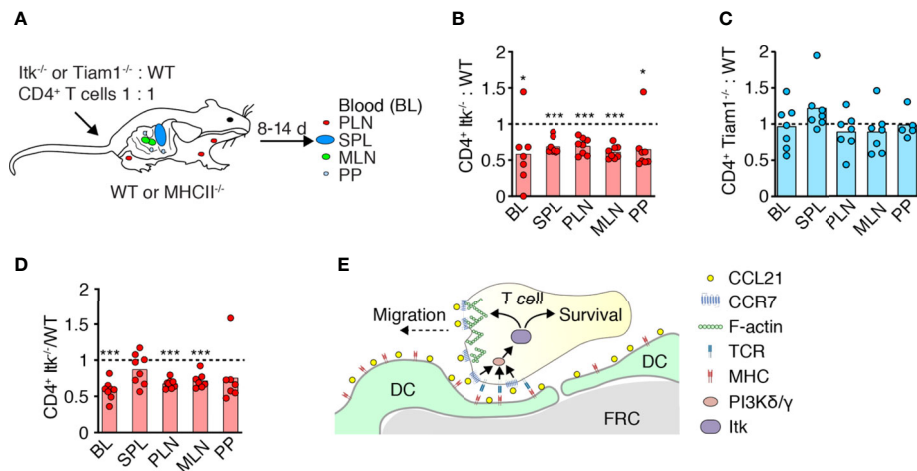 A
Itk⁻/⁻ or Tiam1⁻/⁻ : WT
CD4⁺ T cells 1 : 1
WT or MHCII⁻/⁻
8-14 d
Blood (BL)
PLN
SPL
MLN
PP
B
CD4⁺ Itk⁻/⁻ : WT
2
1.5
1
0.5
0
*
***
***
***
*
BL
SPL
PLN
MLN
PP
C
CD4⁺ Tiam1⁻/⁻ : WT
2
1.5
1
0.5
0
BL
SPL
PLN
MLN
PP
D
CD4⁺ Itk⁻/⁻/WT
2
1.5
1
0.5
0
***
***
***
BL
SPL
PLN
MLN
PP
E
Migration
T cell
Survival
DC
DC
FRC
CCL21
CCR7
F-actin
TCR
MHC
PI3Kδ/γ
Itk